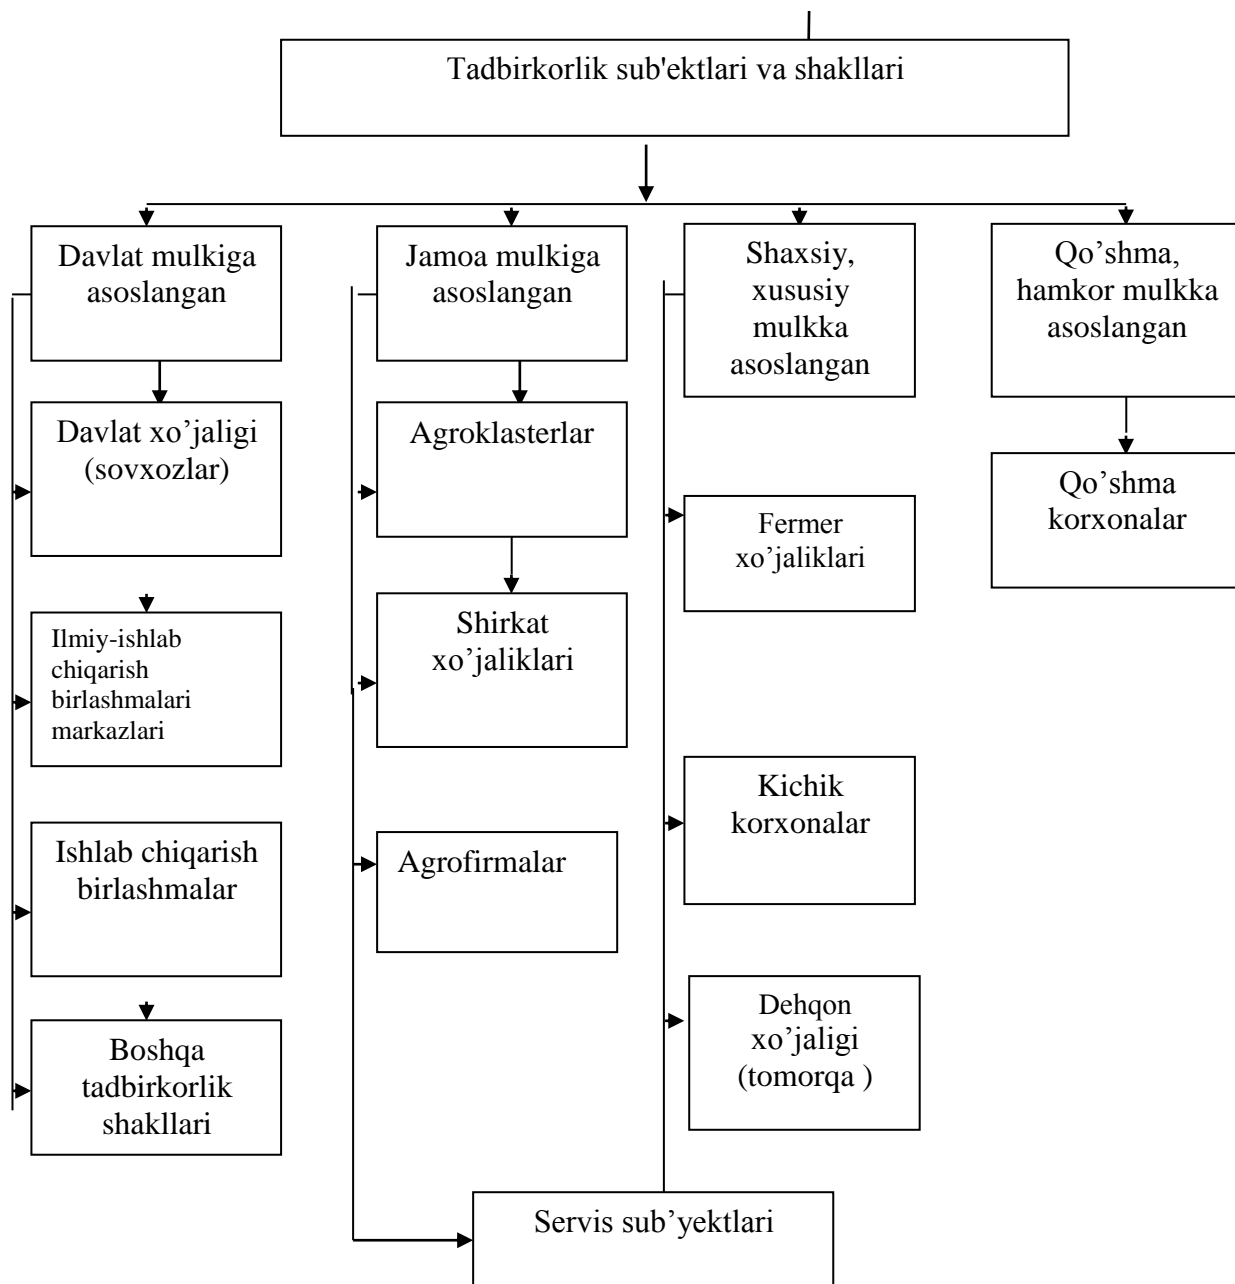 Tadbirkorlik sub'ektlari va shakllari
Davlat mulkiga
asoslangan
Jamoa mulkiga
asoslangan
Shaxsiy,
xususiy
mulkka
asoslangan
Qo’shma,
hamkor mulkka
asoslangan
Davlat xo’jaligi
(sovxozlar)
Agroklasterlar
Fermer
xo’jaliklari
Qo’shma
korxonalar
Ilmiy-ishlab
chiqarish
birlashmalari
markazlari
Shirkat
xo’jaliklari
Kichik
korxonalar
Ishlab chiqarish
birlashmalar
Agrofirmalar
Dehqon
xo’jaligi
(tomorqa )
Boshqa
tadbirkorlik
shakllari
Servis sub’yektlari